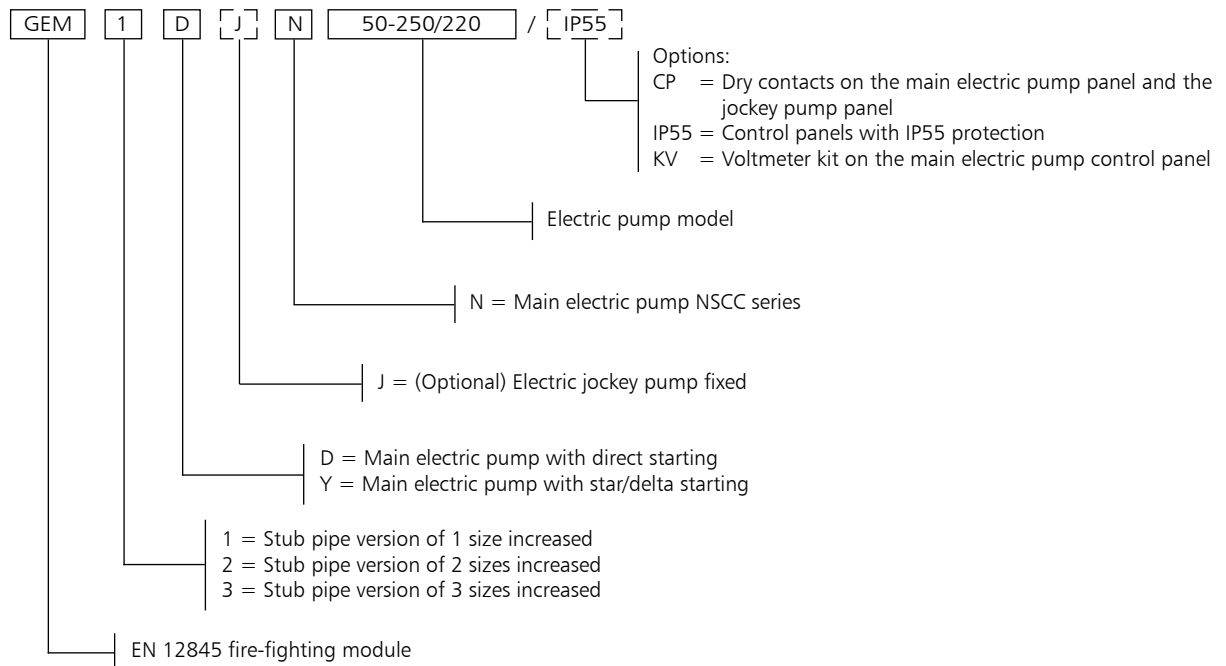 GEM 1 D J N 50-250/220 / IP55
Options:
CP = Dry contacts on the main electric pump panel and the
jockey pump panel
IP55 = Control panels with IP55 protection
KV = Voltmeter kit on the main electric pump control panel
Electric pump model
N = Main electric pump NSCC series
J = (Optional) Electric jockey pump fixed
D = Main electric pump with direct starting
Y = Main electric pump with star/delta starting
1 = Stub pipe version of 1 size increased
2 = Stub pipe version of 2 sizes increased
3 = Stub pipe version of 3 sizes increased
EN 12845 fire-fighting module